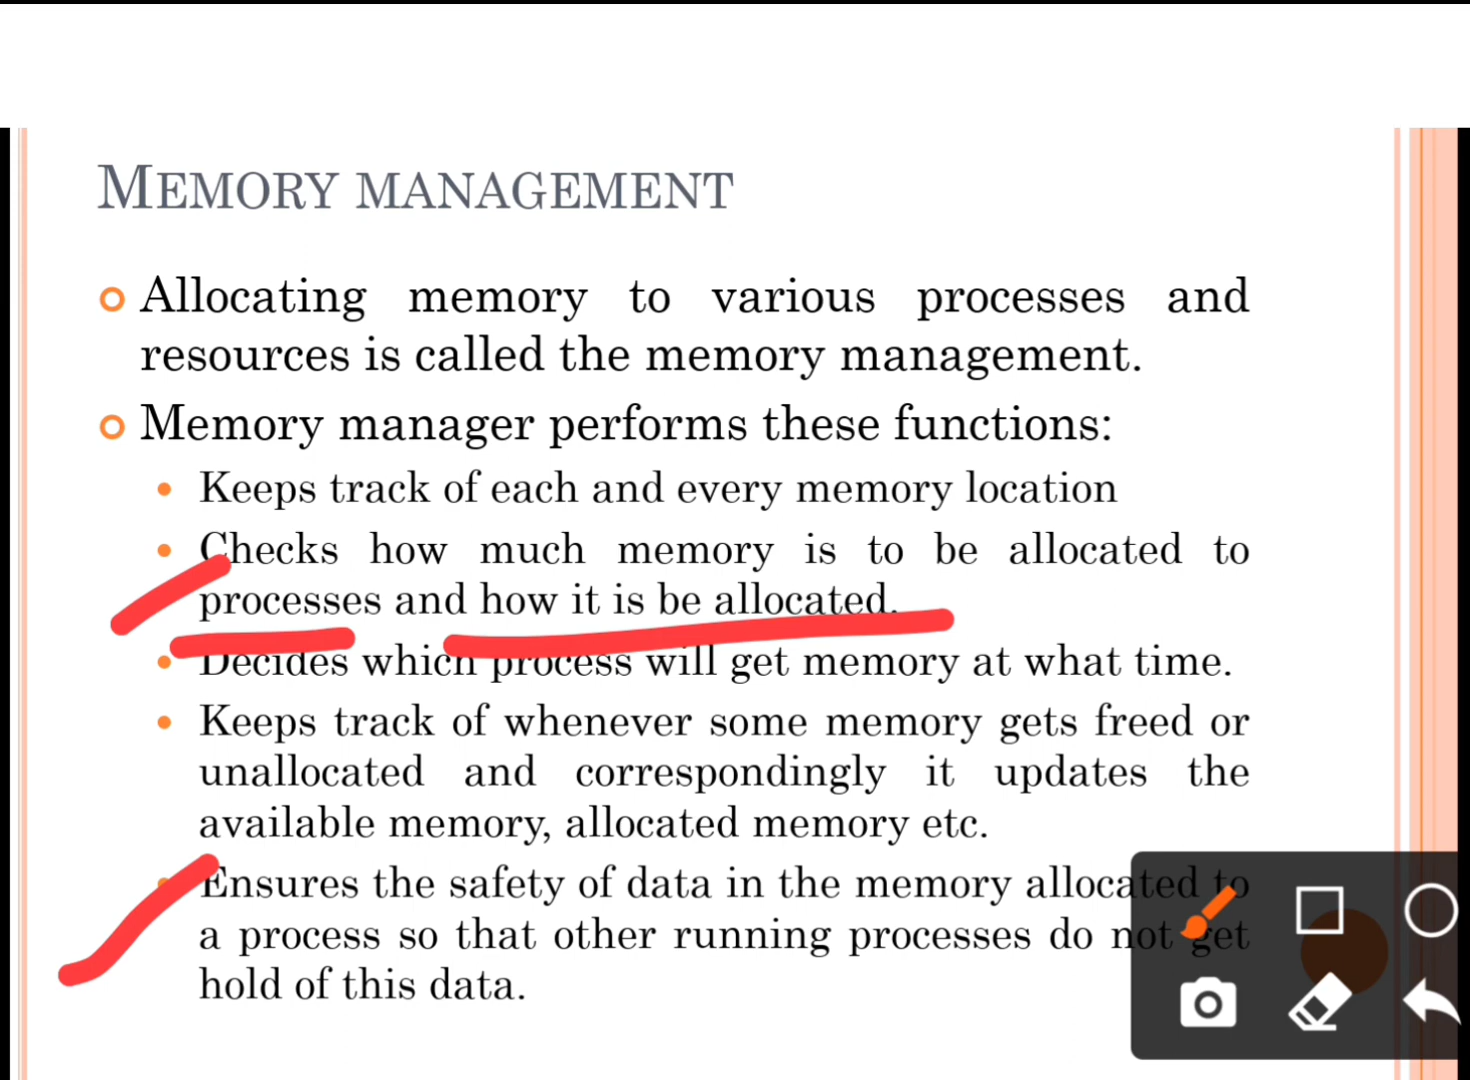 MEMORY MANAGEMENT
Allocating memory to various processes and
resources is called the memory management.
Memory manager performs these functions:
Keeps track of each and every memory location
Checks how much memory is to be allocated to
processes and how it is be allocated.
Decides which process will get memory at what time.
Keeps track of whenever some memory gets freed or
unallocated and correspondingly it updates the
available memory, allocated memory etc.
Ensures the safety of data in the memory allocated to
a process so that other running processes do not get
hold of this data.